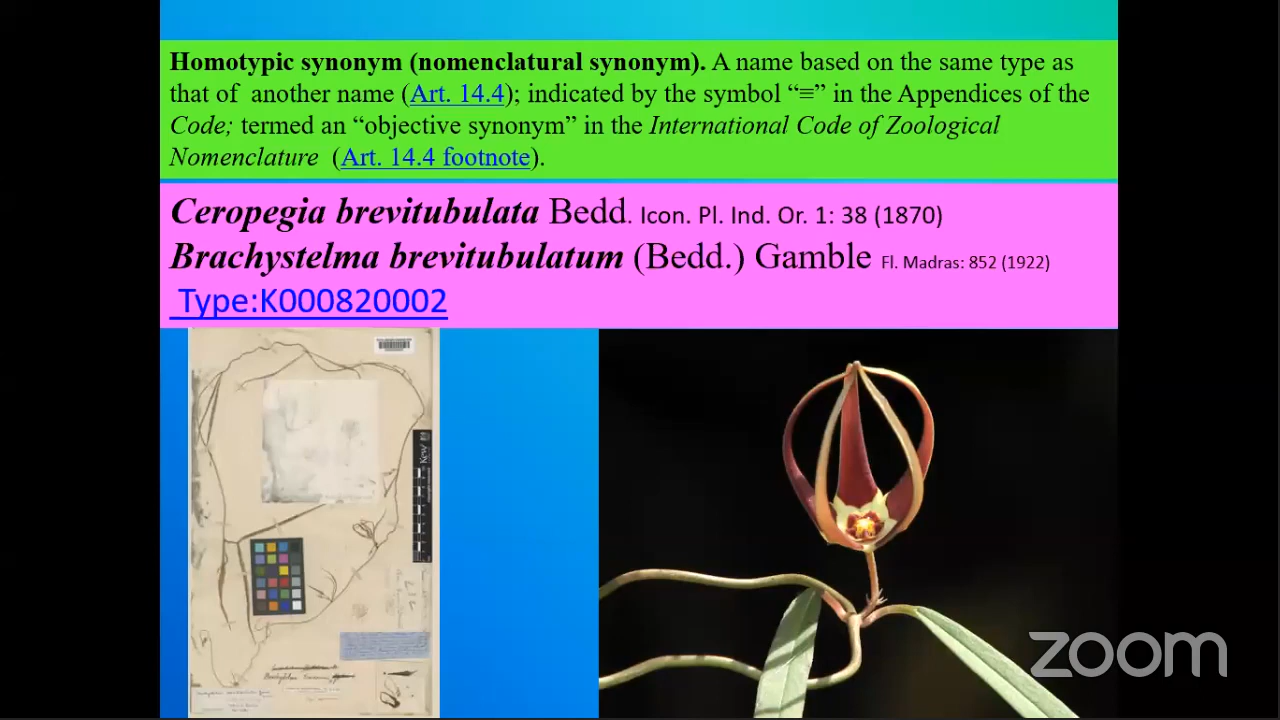 Homotypic synonym (nomenclatural synonym). A name based on the same type as
that of another name (Art. 14.4); indicated by the symbol “≡” in the Appendices of the
Code; termed an “objective synonym” in the International Code of Zoological
Nomenclature (Art. 14.4 footnote).
Ceropegia brevitubulata Bedd. Icon. Pl. Ind. Or. 1: 38 (1870)
Brachystelma brevitubulatum (Bedd.) Gamble Fl. Madras: 852 (1922)
Type:K000820002
Kew
zoom